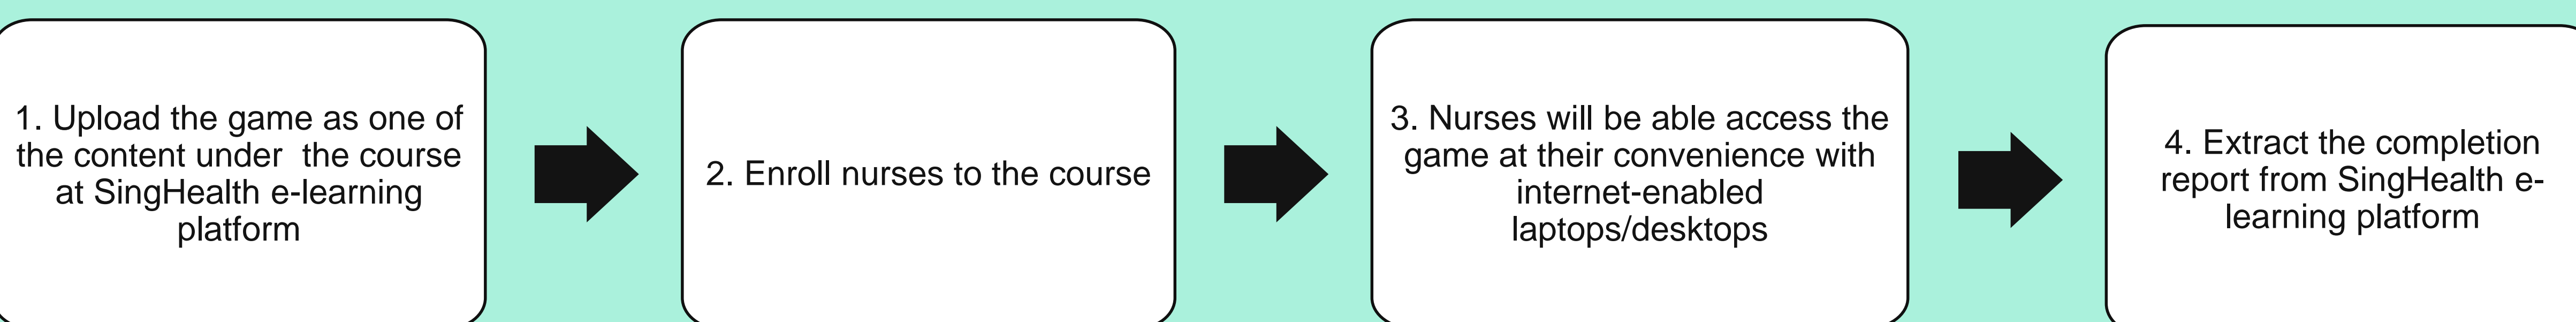 1. Upload the game as one of
the content under  the course
at SingHealth e-learning
platform
2. Enroll nurses to the course
3. Nurses will be able access the
game at their convenience with
internet-enabled
laptops/desktops
4. Extract the completion
report from SingHealth e-
learning platform